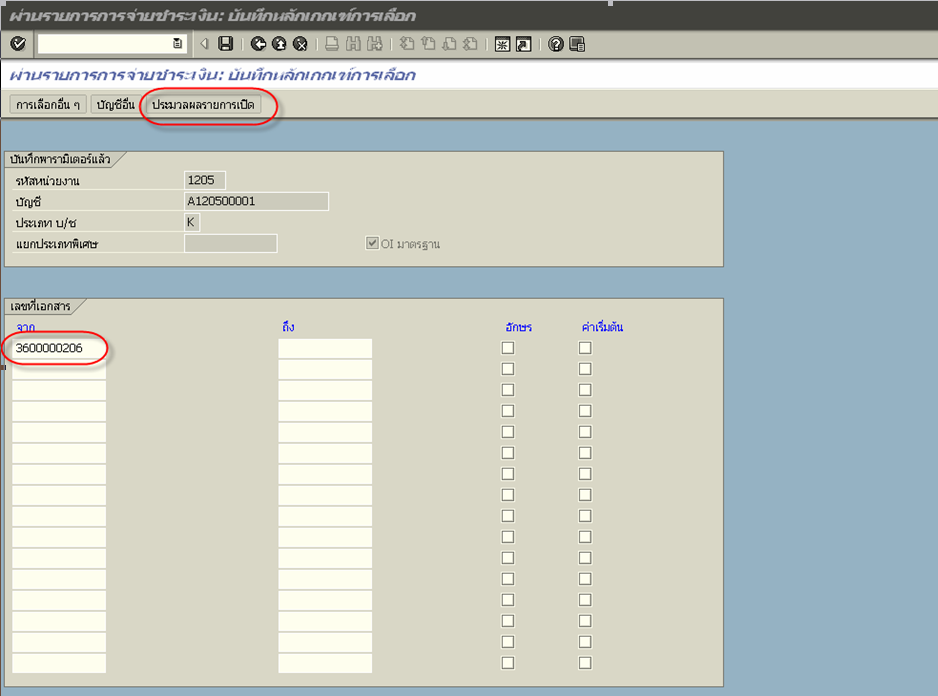 ผ่านรายการการจ่ายชำระเงิน: บันทึกหลักเกณฑ์การเลือก
ผ่านรายการการจ่ายชำระเงิน: บันทึกหลักเกณฑ์การเลือก
การเลือกอื่น ๆ บัญชีอื่น ประมวลผลรายการเปิด
บันทึกพารามิเตอร์แล้ว
รหัสหน่วยงาน 1205
บัญชี A120500001
ประเภท บ/ช K
แยกประเภทพิเศษ OI มาตรฐาน
เลขที่เอกสาร
จาก ถึง อักษร ค่าเริ่มต้น
3600000206